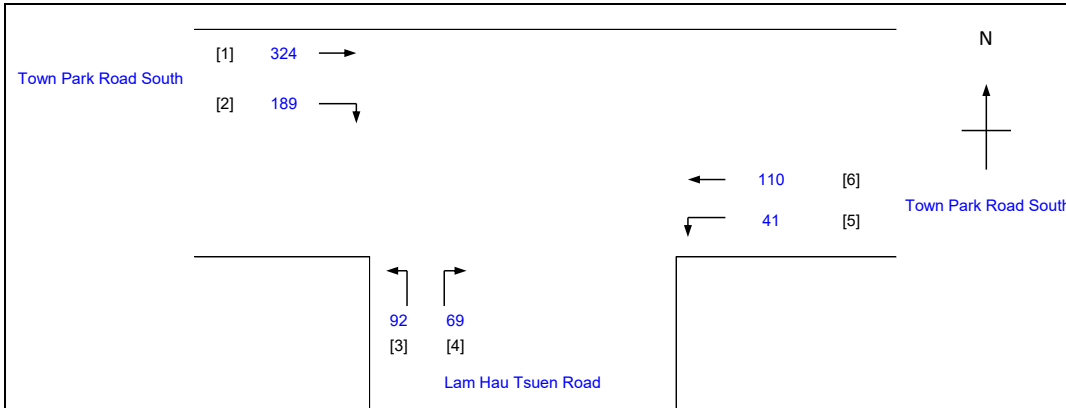 N
[1] 324
Town Park Road South
[2] 189
110 [6]
Town Park Road South
41 [5]
92 69
[3] [4]
Lam Hau Tsuen Road